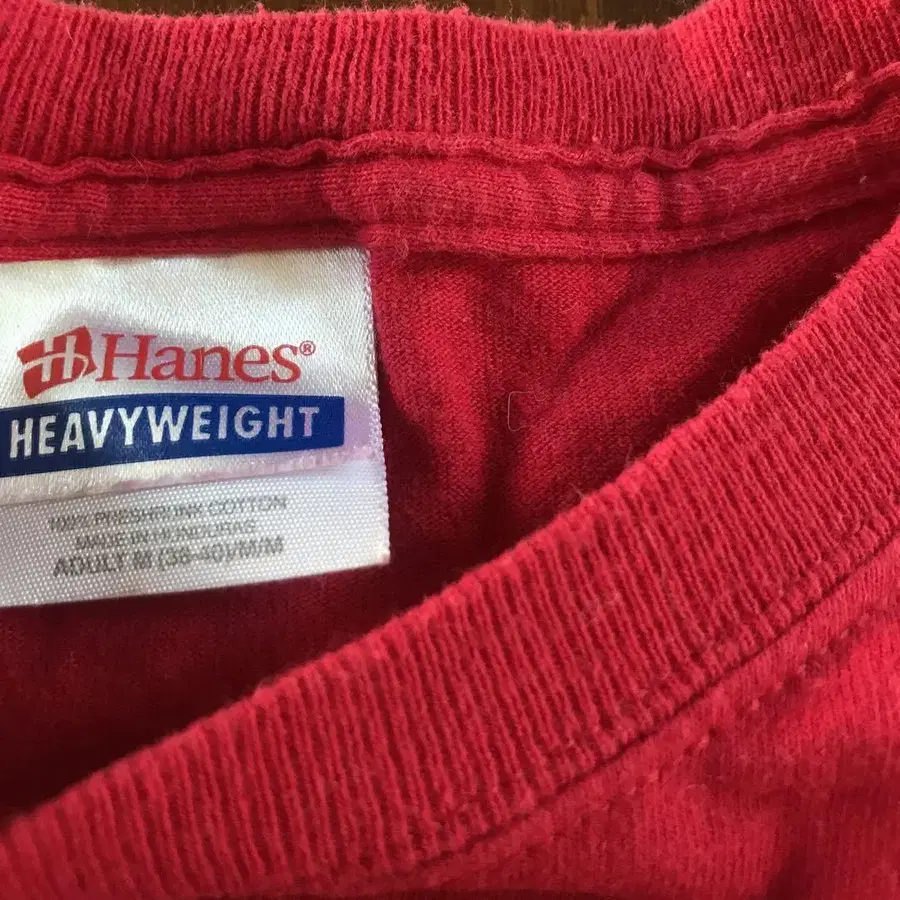 Hanes®
HEAVYWEIGHT
100% PRESHRUNK COTTON
MADE IN HONDURAS
ADULT M (38-40)/M/M